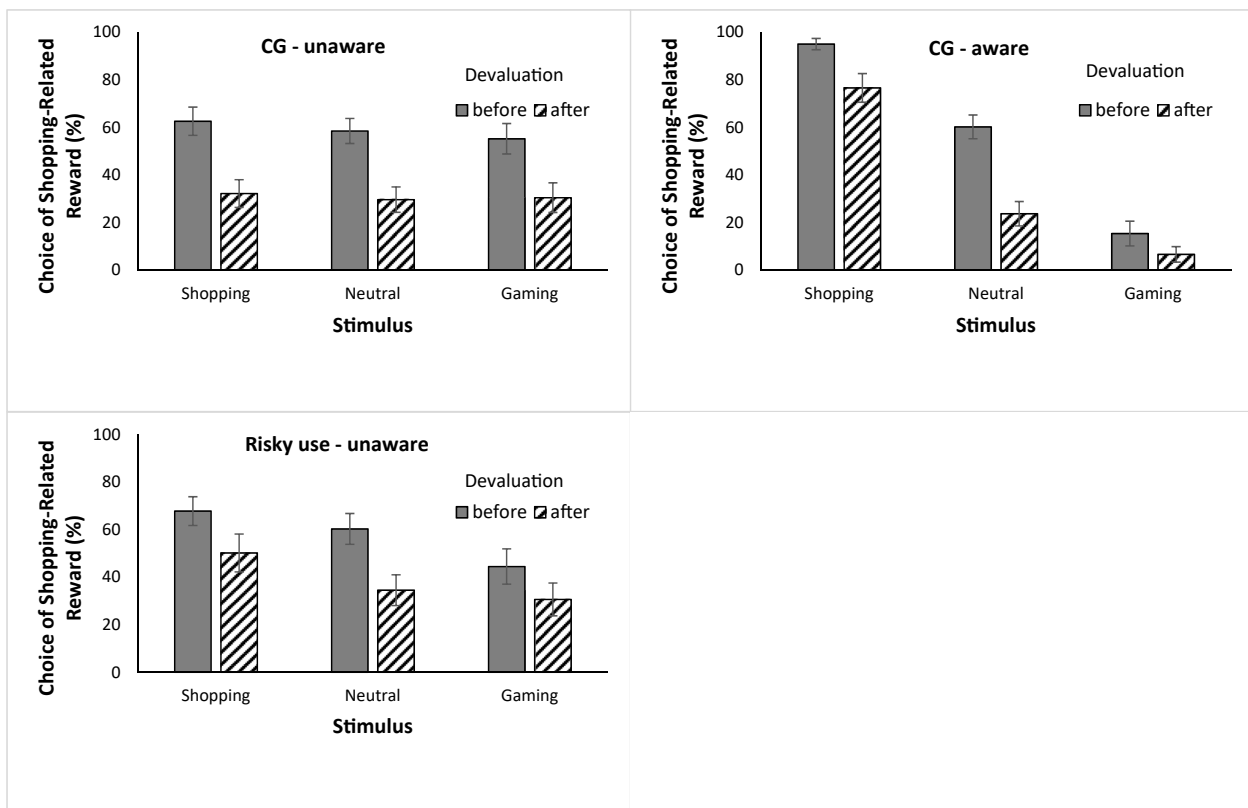 CG - unaware
Choice of Shopping-Related
Reward (%)
100
80
60
40
20
0
Devaluation
before after
Shopping Neutral Gaming
Stimulus
CG - aware
Choice of Shopping-Related
Reward (%)
100
80
60
40
20
0
Devaluation
before after
Shopping Neutral Gaming
Stimulus
Risky use - unaware
Choice of Shopping-Related
Reward (%)
100
80
60
40
20
0
Devaluation
before after
Shopping Neutral Gaming
Stimulus